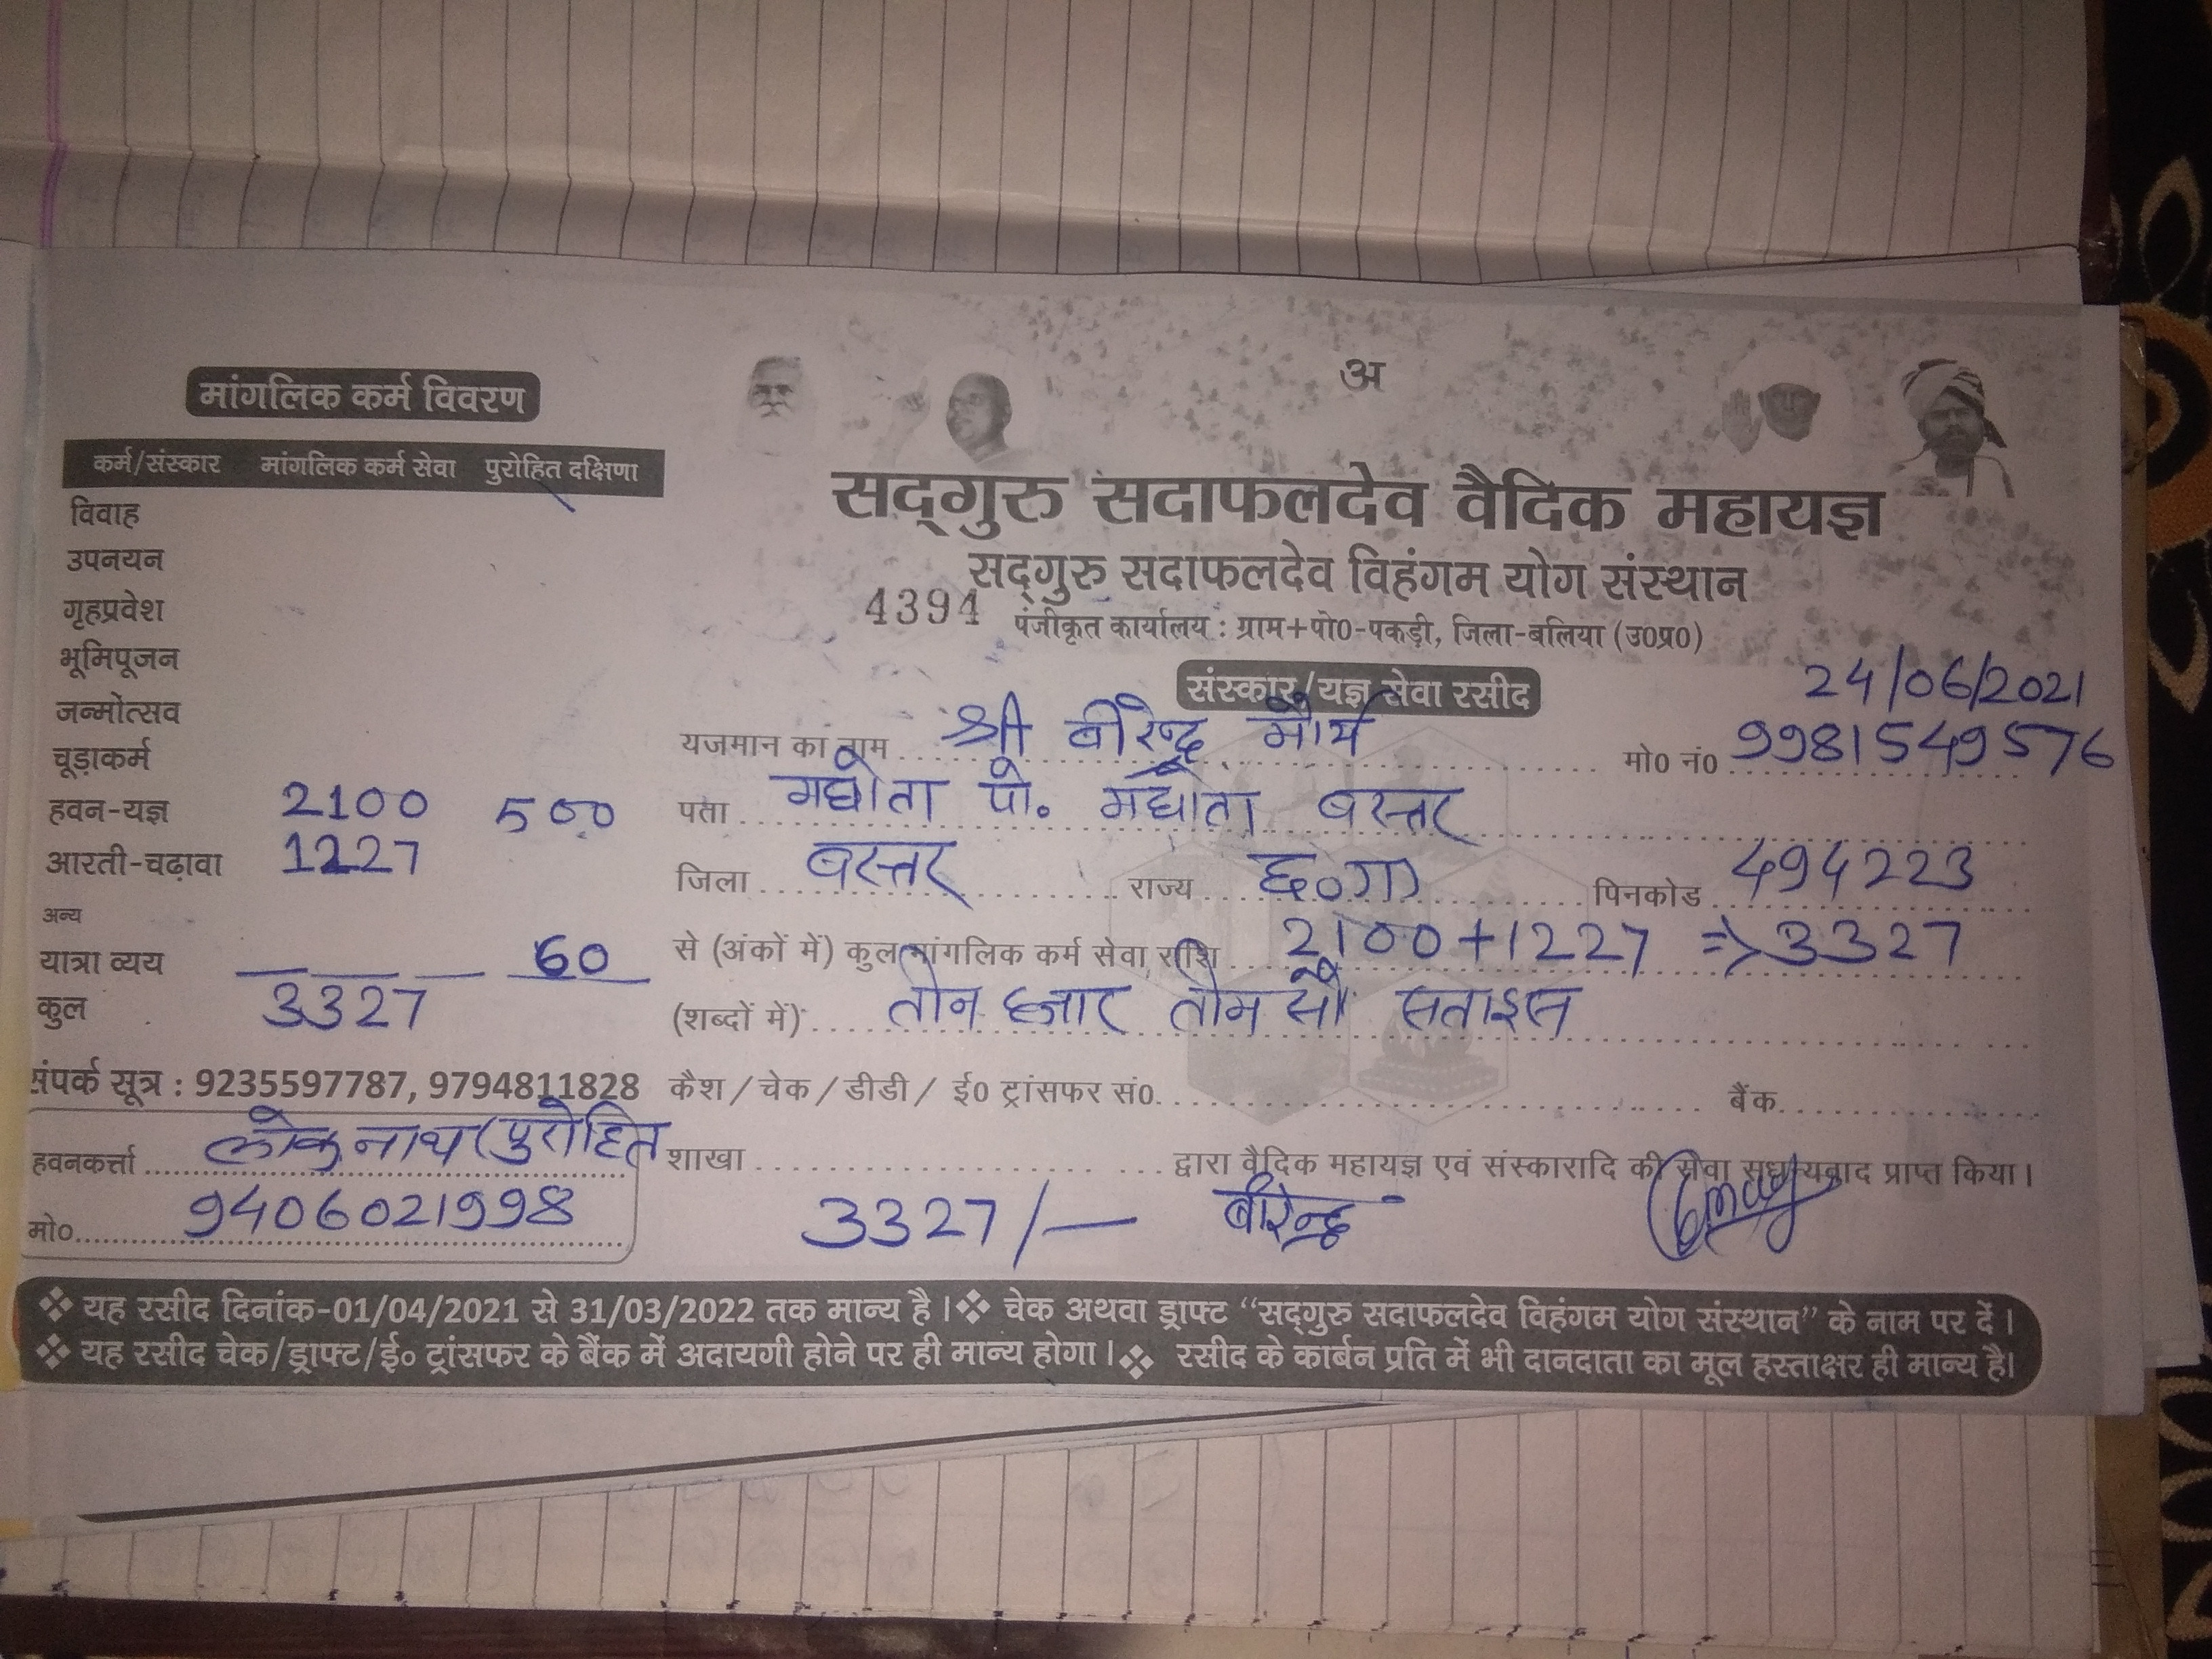 मांगलिक कर्म विवरण
कर्म/संस्कार मांगलिक कर्म सेवा पुरोहित दक्षिणा
विवाह
उपनयन
गृहप्रवेश
भूमिपूजन
जन्मोत्सव
चूड़ाकर्म
हवन-यज्ञ 2100 500
आरती-चढ़ावा 1227
अन्य
यात्रा व्यय 60
कुल 3327
संपर्क सूत्र : 9235597787, 9794811828
हवनकर्त्ता लोकनाथ (पुरोहित
मो0 9406021998
अ
सद्गुरु सदाफलदेव वैदिक महायज्ञ
सद्गुरु सदाफलदेव विहंगम योग संस्थान
4394 पंजीकृत कार्यालय : ग्राम+पो0-पकड़ी, जिला-बलिया (उ0प्र0)
संस्कार/यज्ञ सेवा रसीद 24/06/2021
यजमान का नाम श्री बीरेन्द्र मौर्य मो0 नं0 9981549576
पता मधोता पो. मधोता बस्तर
जिला बस्तर राज्य छ०ग पिनकोड 494223
से (अंकों में) कुल मांगलिक कर्म सेवा राशि 2100+1227 => 3327
(शब्दों में) तीन हजार तीन सौ सताइस
कैश / चेक / डीडी / ई0 ट्रांसफर सं0. बैंक
शाखा द्वारा वैदिक महायज्ञ एवं संस्कारादि की सेवा सधन्यवाद प्राप्त किया।
3327/— बीरेन्द्र
❖ यह रसीद दिनांक-01/04/2021 से 31/03/2022 तक मान्य है। ❖ चेक अथवा ड्राफ्ट “सद्गुरु सदाफलदेव विहंगम योग संस्थान” के नाम पर दें।
❖ यह रसीद चेक/ड्राफ्ट/ई० ट्रांसफर के बैंक में अदायगी होने पर ही मान्य होगा। ❖ रसीद के कार्बन प्रति में भी दानदाता का मूल हस्ताक्षर ही मान्य है।